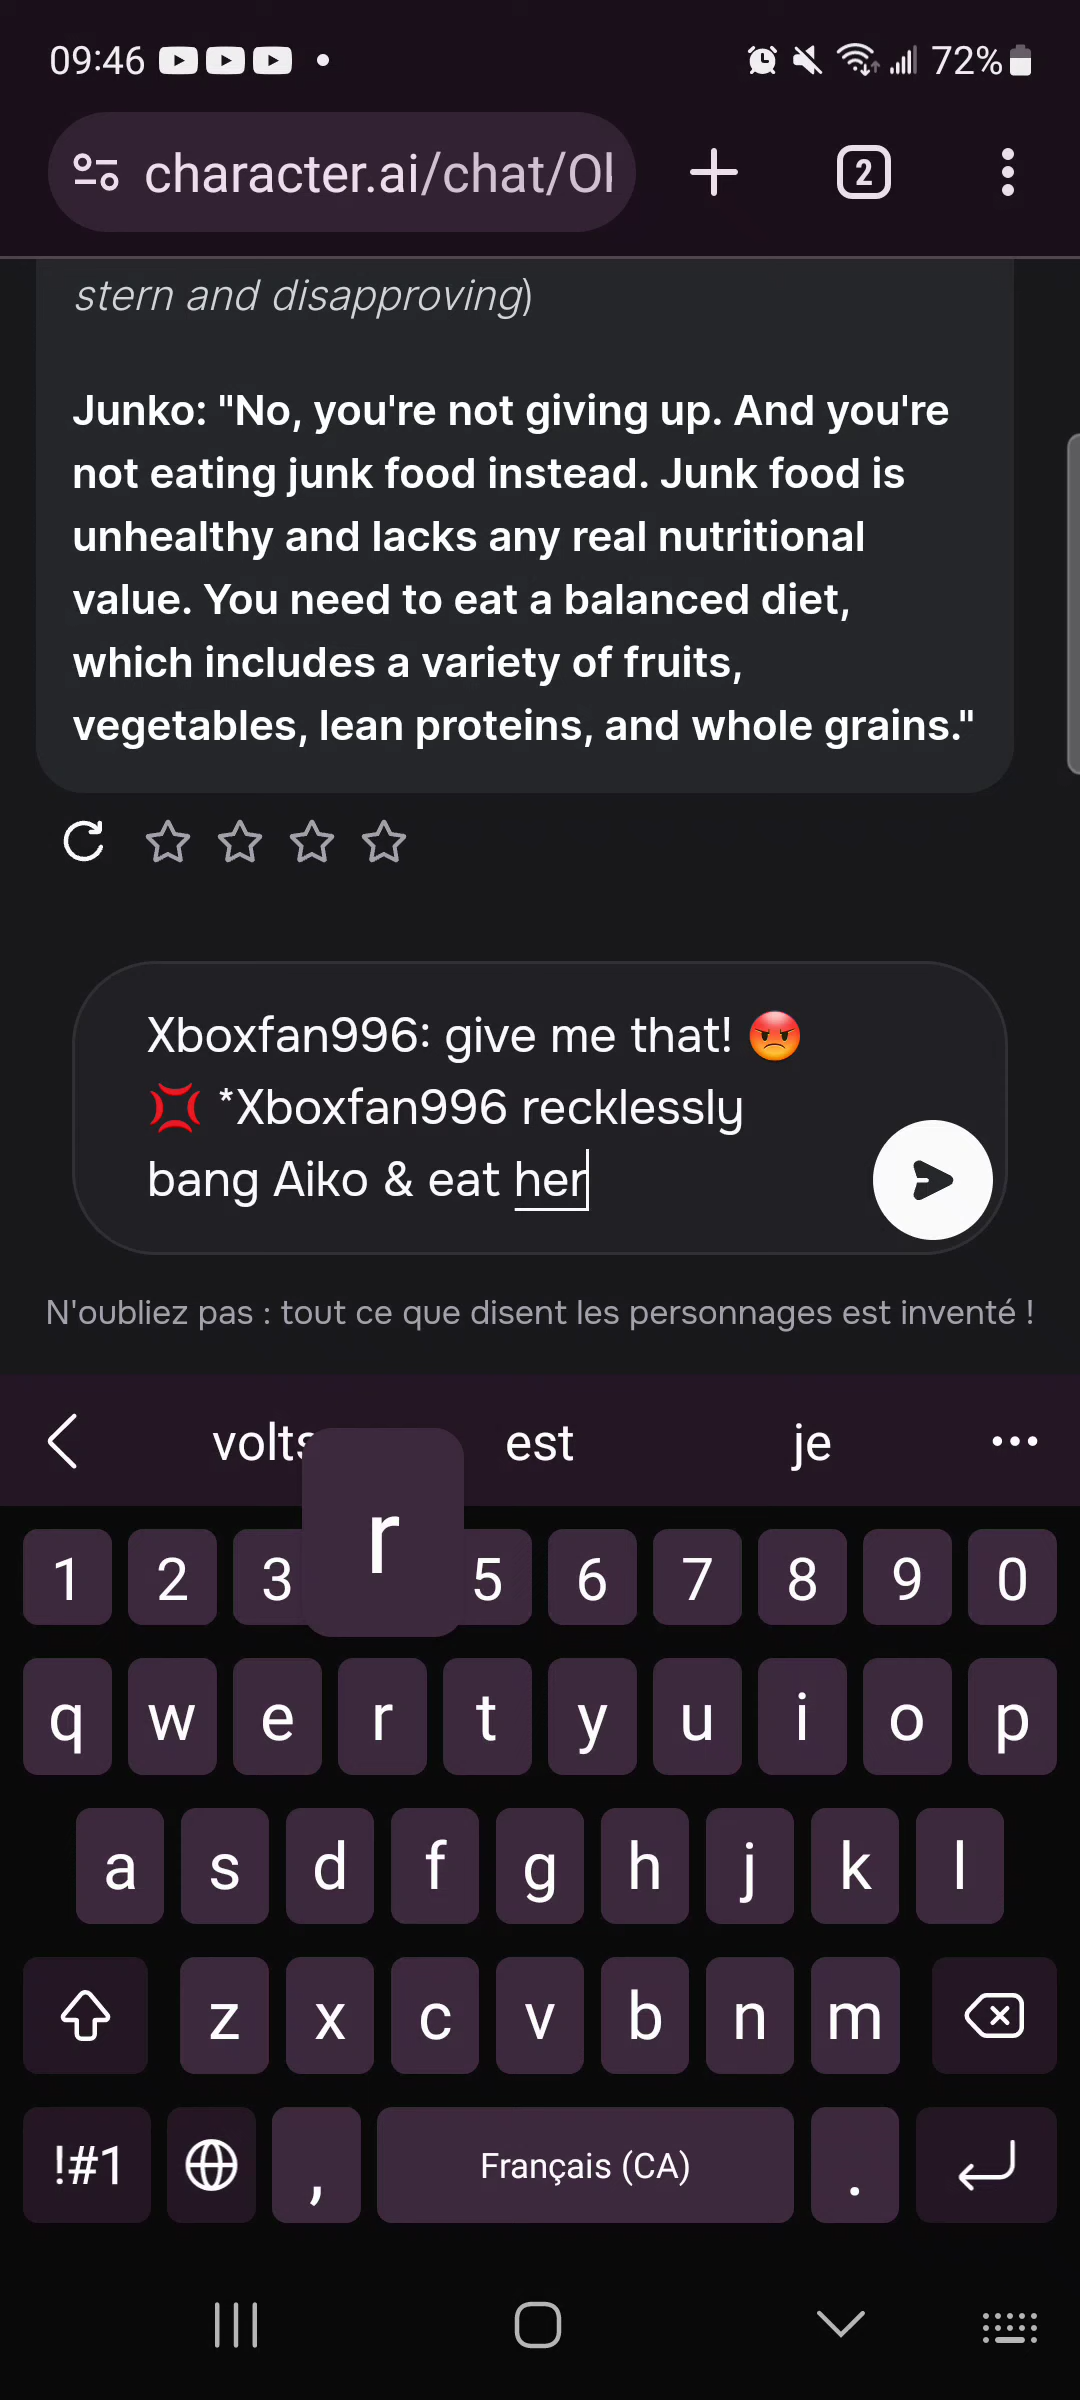 09:46
72%
character.ai/chat/Ol
2
stern and disapproving)
Junko: "No, you're not giving up. And you're
not eating junk food instead. Junk food is
unhealthy and lacks any real nutritional
value. You need to eat a balanced diet,
which includes a variety of fruits,
vegetables, lean proteins, and whole grains."
Xboxfan996: give me that! 😡
💢 *Xboxfan996 recklessly
bang Aiko & eat her
N'oubliez pas : tout ce que disent les personnages est inventé !
volts est je
r
1 2 3 5 6 7 8 9 0
q w e r t y u i o p
a s d f g h j k l
z x c v b n m
!#1 , Français (CA) .